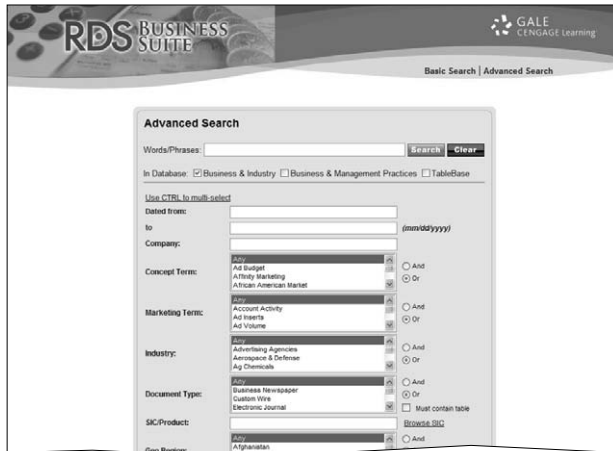 RDS BUSINESS SUITE
GALE
CENGAGE Learning
Basic Search | Advanced Search
Advanced Search
Words/Phrases: Search Clear
In Database: Business & Industry Business & Management Practices TableBase
Use CTRL to multi-select
Dated from:
to (mm/dd/yyyy)
Company:
Concept Term: Any
Ad Budget
Affinity Marketing
African American Market
And
Or
Marketing Term: Any
Account Activity
Ad Inserts
Ad Volume
And
Or
Industry: Any
Advertising Agencies
Aerospace & Defense
Ag Chemicals
And
Or
Document Type: Any
Business Newspaper
Custom Wire
Electronic Journal
And
Or
Must contain table
SIC/Product: Browse SIC
Geo Region: Any
Afghanistan
And